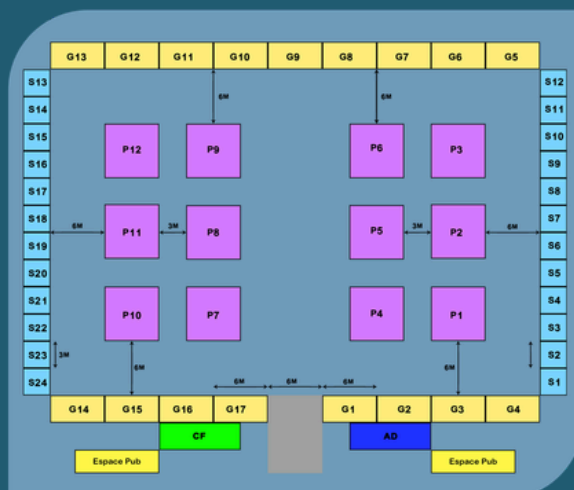 G13 G12 G11 G10 G9 G8 G7 G6 G5
S13 S12
S14 6M 6M S11
S15 P12 P9 P6 P3 S10
S16 S9
S17 S8
S18 S7
6M P11 3M P8 P5 3M P2 6M
S19 S6
S20 S5
S21 S4
P10 P7 P4 P1
S22 S3
S23 3M S2
6M 6M 6M 6M 6M
S24 S1
G14 G15 G16 G17 G1 G2 G3 G4
CF AD
Espace Pub Espace Pub